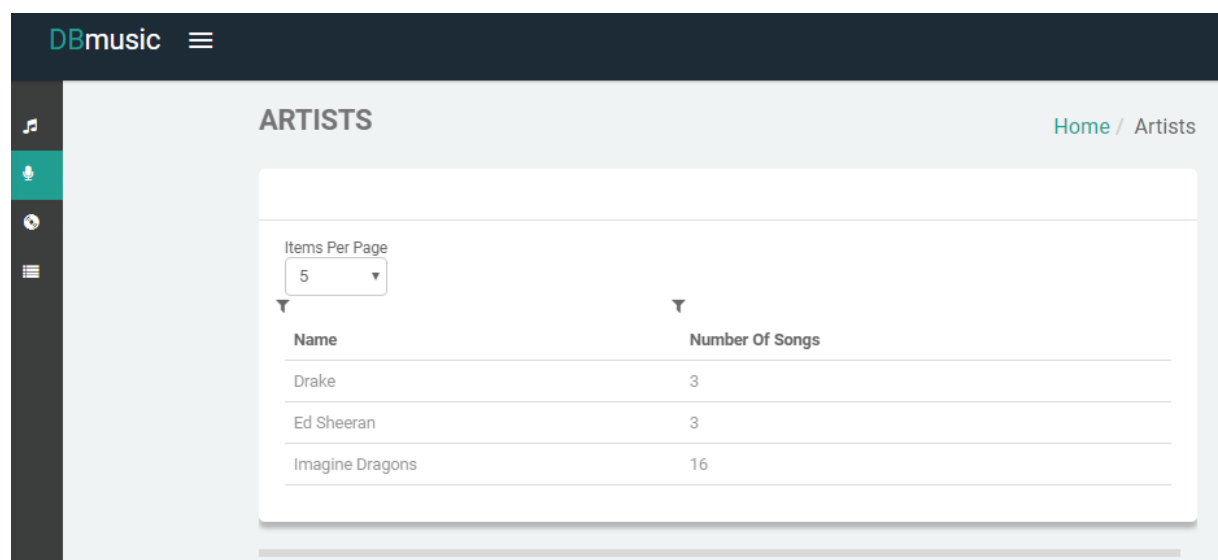 DBmusic
ARTISTS
Home / Artists
Items Per Page
5
Name Number Of Songs
Drake 3
Ed Sheeran 3
Imagine Dragons 16